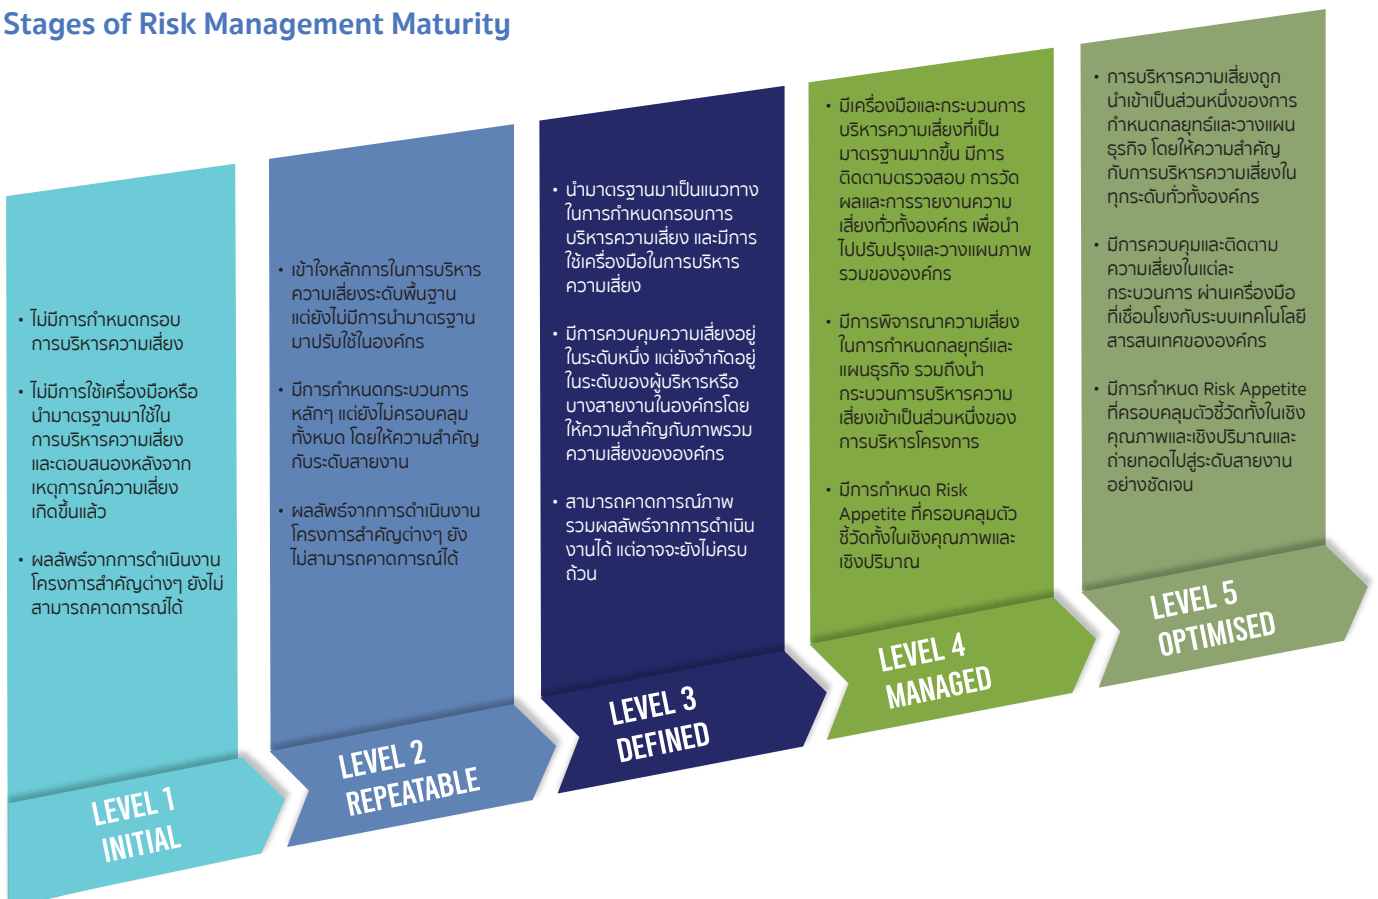 Stages of Risk Management Maturity
• ไม่มีการกำหนดกรอบ
การบริหารความเสี่ยง
• ไม่มีการใช้เครื่องมือหรือ
นำมาตรฐานมาใช้ใน
การบริหารความเสี่ยง
และตอบสนองหลังจาก
เหตุการณ์ความเสี่ยง
เกิดขึ้นแล้ว
• ผลลัพธ์จากการดำเนินงาน
โครงการสำคัญต่างๆ ยังไม่
สามารถคาดการณ์ได้
LEVEL 1
INITIAL
• เข้าใจหลักการในการบริหาร
ความเสี่ยงระดับพื้นฐาน
แต่ยังไม่มีการนำมาตรฐาน
มาปรับใช้ในองค์กร
• มีการกำหนดกระบวนการ
หลักๆ แต่ยังไม่ครอบคลุม
ทั้งหมด โดยให้ความสำคัญ
กับระดับสายงาน
• ผลลัพธ์จากการดำเนินงาน
โครงการสำคัญต่างๆ ยัง
ไม่สามารถคาดการณ์ได้
LEVEL 2
REPEATABLE
• นำมาตรฐานมาเป็นแนวทาง
ในการกำหนดกรอบการ
บริหารความเสี่ยง และมีการ
ใช้เครื่องมือในการบริหาร
ความเสี่ยง
• มีการควบคุมความเสี่ยงอยู่
ในระดับหนึ่ง แต่ยังจำกัดอยู่
ในระดับของผู้บริหารหรือ
บางสายงานในองค์กรโดย
ให้ความสำคัญกับภาพรวม
ความเสี่ยงขององค์กร
• สามารถคาดการณ์ภาพ
รวมผลลัพธ์จากการดำเนิน
งานได้ แต่อาจจะยังไม่ครบ
ถ้วน
LEVEL 3
DEFINED
• มีเครื่องมือและกระบวนการ
บริหารความเสี่ยงที่เป็น
มาตรฐานมากขึ้น มีการ
ติดตามตรวจสอบ การวัด
ผลและการรายงานความ
เสี่ยงทั่วทั้งองค์กร เพื่อนำ
ไปปรับปรุงและวางแผนภาพ
รวมขององค์กร
• มีการพิจารณาความเสี่ยง
ในการกำหนดกลยุทธ์และ
แผนธุรกิจ รวมถึงนำ
กระบวนการบริหารความ
เสี่ยงเข้าเป็นส่วนหนึ่งของ
การบริหารโครงการ
• มีการกำหนด Risk
Appetite ที่ครอบคลุมตัว
ชี้วัดทั้งในเชิงคุณภาพและ
เชิงปริมาณ
LEVEL 4
MANAGED
• การบริหารความเสี่ยงถูก
นำเข้าเป็นส่วนหนึ่งของการ
กำหนดกลยุทธ์และวางแผน
ธุรกิจ โดยให้ความสำคัญ
กับการบริหารความเสี่ยงใน
ทุกระดับทั่วทั้งองค์กร
• มีการควบคุมและติดตาม
ความเสี่ยงในแต่ละ
กระบวนการ ผ่านเครื่องมือ
ที่เชื่อมโยงกับระบบเทคโนโลยี
สารสนเทศขององค์กร
• มีการกำหนด Risk Appetite
ที่ครอบคลุมตัวชี้วัดทั้งในเชิง
คุณภาพและเชิงปริมาณและ
ถ่ายทอดไปสู่ระดับสายงาน
อย่างชัดเจน
LEVEL 5
OPTIMISED